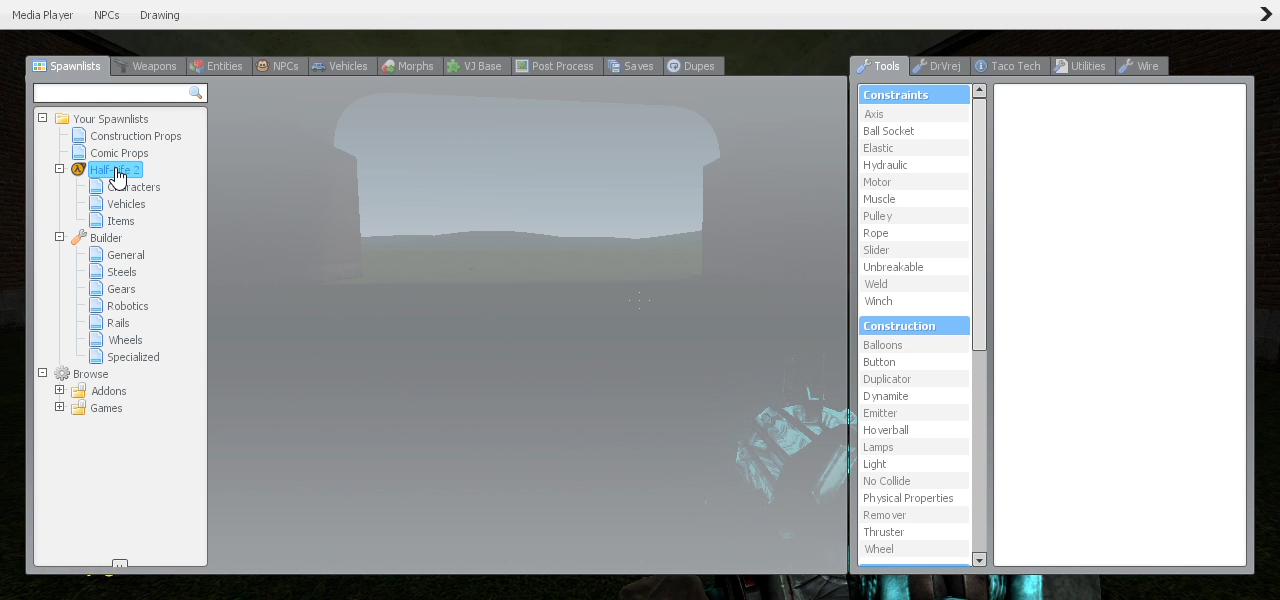 Media Player NPCs Drawing
Spawnlists Weapons Entities NPCs Vehicles Morphs VJ Base Post Process Saves Dupes
Your Spawnlists
Construction Props
Comic Props
Half-Life 2
Characters
Vehicles
Items
Builder
General
Steels
Gears
Robotics
Rails
Wheels
Specialized
Browse
Addons
Games
Tools DrVrej Taco Tech Utilities Wire
Constraints
Axis
Ball Socket
Elastic
Hydraulic
Motor
Muscle
Pulley
Rope
Slider
Unbreakable
Weld
Winch
Construction
Balloons
Button
Duplicator
Dynamite
Emitter
Hoverball
Lamps
Light
No Collide
Physical Properties
Remover
Thruster
Wheel